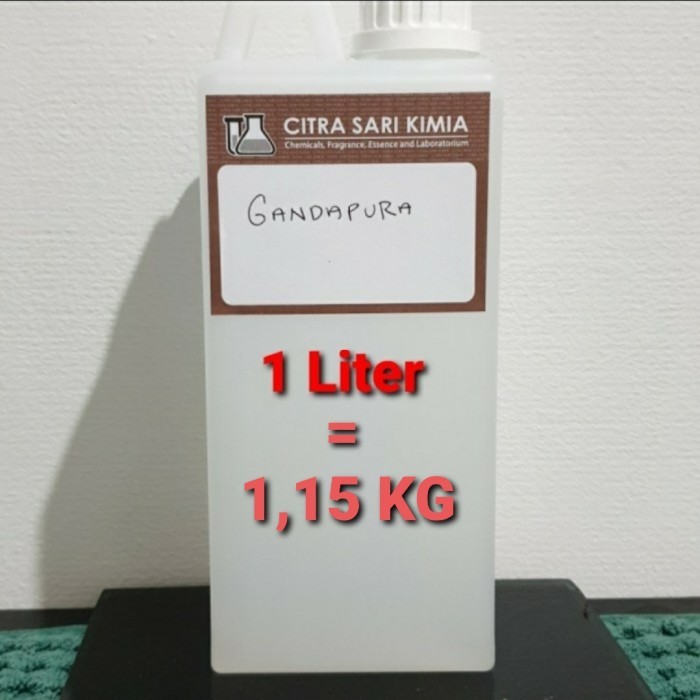 CITRA SARI KIMIA
Chemicals, Fragrance, Essence and Laboratorium
GANDAPURA
1 Liter
=
1,15 KG